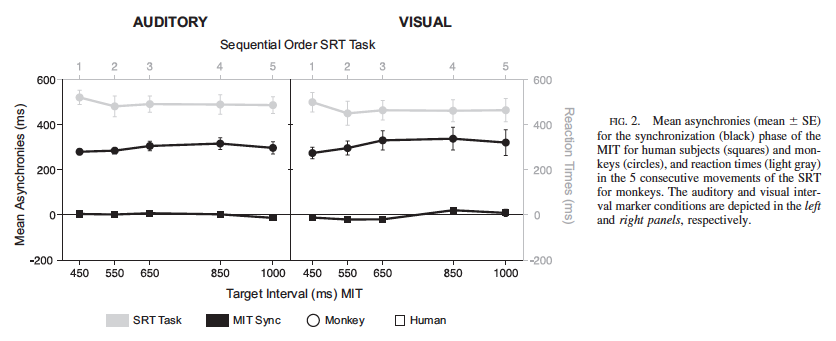 AUDITORY VISUAL
Sequential Order SRT Task
1 2 3 4 5 1 2 3 4 5
600 600
400 400
200 200
0 0
-200 -200
Mean Asynchronies (ms)
Reaction Times (ms)
450 550 650 850 1000 450 550 650 850 1000
Target Interval (ms) MIT
SRT Task MIT Sync Monkey Human
FIG. 2. Mean asynchronies (mean ± SE)
for the synchronization (black) phase of the
MIT for human subjects (squares) and mon-
keys (circles), and reaction times (light gray)
in the 5 consecutive movements of the SRT
for monkeys. The auditory and visual inter-
val marker conditions are depicted in the left
and right panels, respectively.